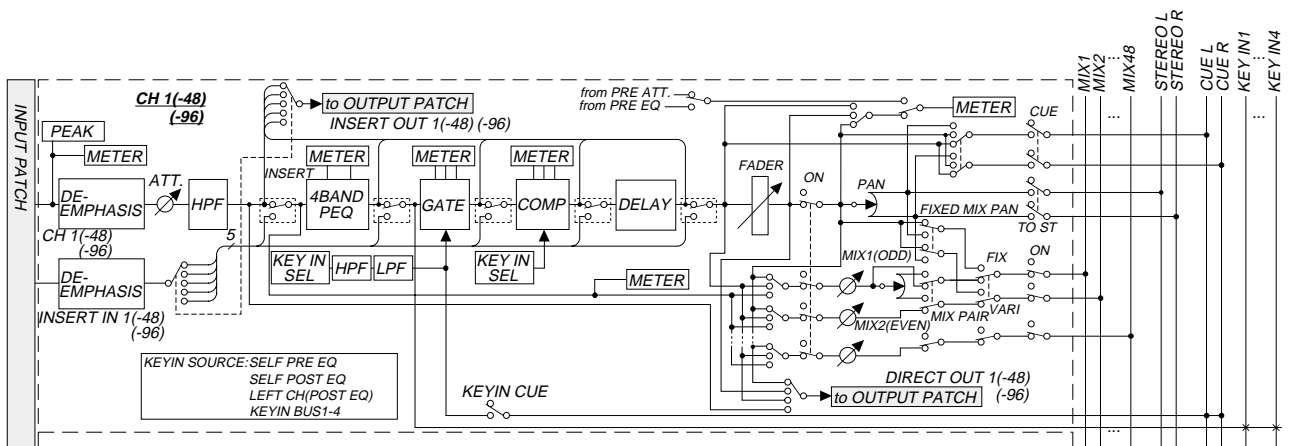 INPUT PATCH
CH 1(-48)
(-96)
PEAK
METER
DE-
EMPHASIS
CH 1(-48)
(-96)
ATT.
HPF
DE-
EMPHASIS
INSERT IN 1(-48)
(-96)
5
INSERT
to OUTPUT PATCH
INSERT OUT 1(-48) (-96)
METER
4BAND
PEQ
METER
GATE
METER
COMP
DELAY
KEY IN
SEL
HPF
LPF
KEY IN
SEL
METER
from PRE ATT.
from PRE EQ
METER
FADER
ON
PAN
CUE
FIXED MIX PAN
TO ST
MIX1(ODD)
FIX
ON
MIX2(EVEN)
MIX PAIR
VARI
KEYIN SOURCE:SELF PRE EQ
SELF POST EQ
LEFT CH(POST EQ)
KEYIN BUS1-4
KEYIN CUE
DIRECT OUT 1(-48)
(-96)
to OUTPUT PATCH
MIX1
MIX2
...
MIX48
STEREO L
STEREO R
CUE L
CUE R
KEY IN1
...
KEY IN4
...
...
...